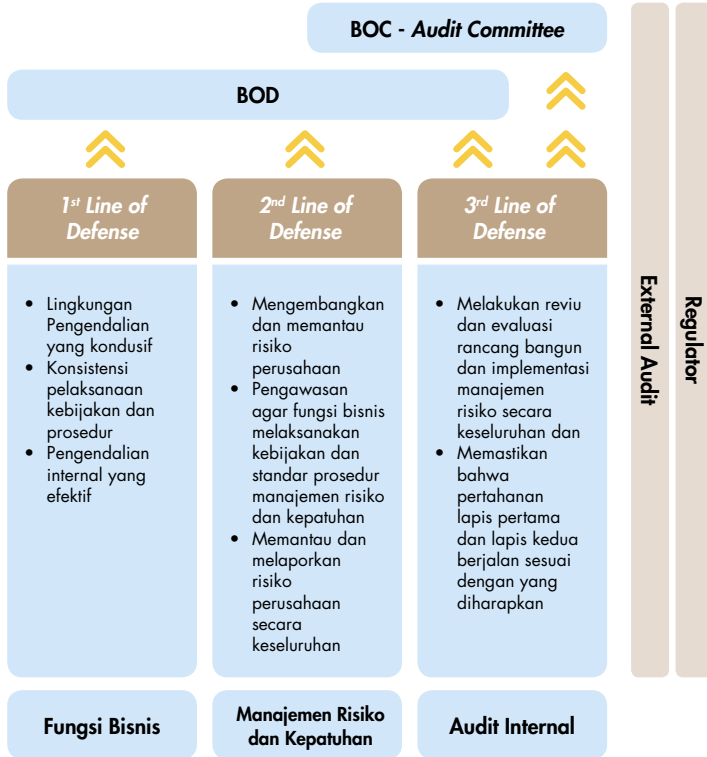 BOC - Audit Committee
BOD
1st Line of
Defense
• Lingkungan
Pengendalian
yang kondusif
• Konsistensi
pelaksanaan
kebijakan dan
prosedur
• Pengendalian
internal yang
efektif
Fungsi Bisnis
2nd Line of
Defense
• Mengembangkan
dan memantau
risiko
perusahaan
• Pengawasan
agar fungsi bisnis
melaksanakan
kebijakan dan
standar prosedur
manajemen risiko
dan kepatuhan
• Memantau dan
melaporkan
risiko
perusahaan
secara
keseluruhan
Manajemen Risiko
dan Kepatuhan
3rd Line of
Defense
• Melakukan reviu
dan evaluasi
rancang bangun
dan implementasi
manajemen
risiko secara
keseluruhan dan
• Memastikan
bahwa
pertahanan
lapis pertama
dan lapis kedua
berjalan sesuai
dengan yang
diharapkan
Audit Internal
External Audit
Regulator